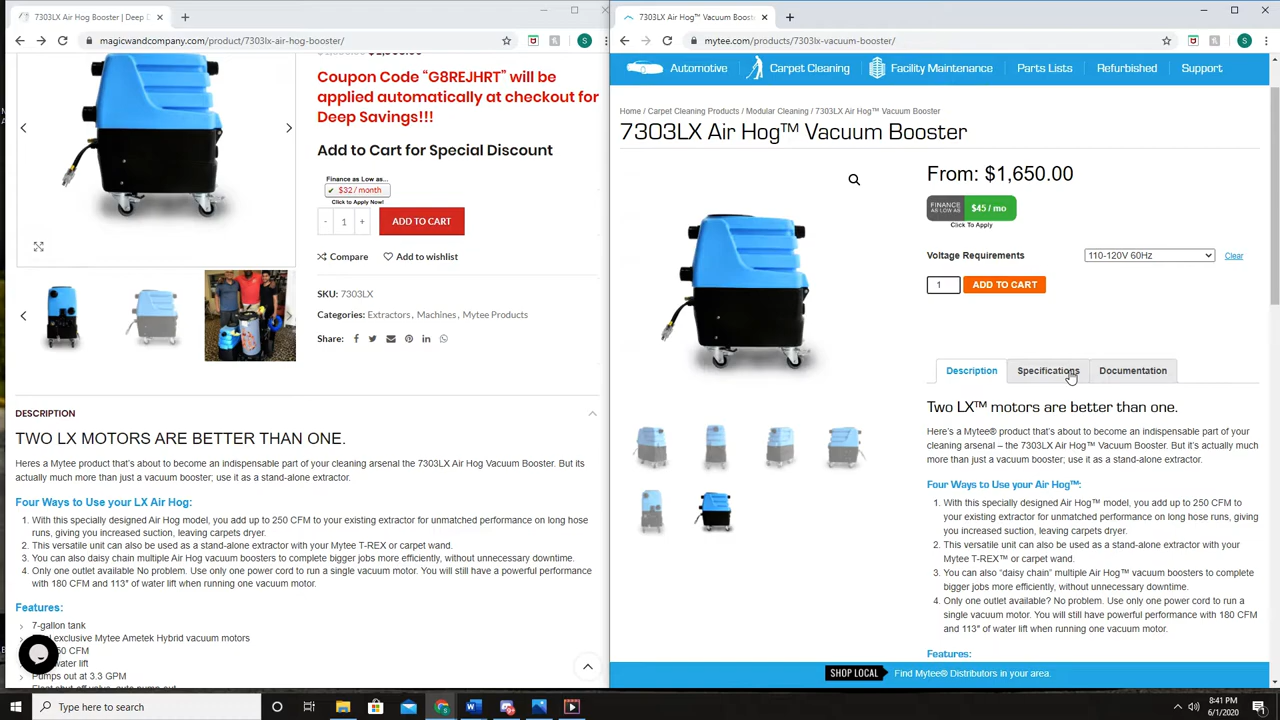 7303LX Air Hog Booster | Deep D
magicwandcompany.com/product/7303lx-air-hog-booster/
Coupon Code “G8REJHRT” will be
applied automatically at checkout for
Deep Savings!!!
Add to Cart for Special Discount
Finance as Low as...
$32 / month
Click to Apply Now!
- 1 +
ADD TO CART
Compare
Add to wishlist
SKU: 7303LX
Categories: Extractors, Machines, Mytee Products
Share:
DESCRIPTION
TWO LX MOTORS ARE BETTER THAN ONE.
Heres a Mytee product that's about to become an indispensable part of your cleaning arsenal the 7303LX Air Hog Vacuum Booster. But its
actually much more than just a vacuum booster; use it as a stand-alone extractor.
Four Ways to Use your LX Air Hog:
1. With this specially designed Air Hog model, you add up to 250 CFM to your existing extractor for unmatched performance on long hose
runs, giving you increased suction, leaving carpets dryer.
2. This versatile unit can also be used as a stand-alone extractor with your Mytee T-REX or carpet wand.
3. You can also daisy chain multiple Air Hog vacuum boosters to complete bigger jobs more efficiently, without unnecessary downtime.
4. Only one outlet available No problem. Use only one power cord to run a single vacuum motor. You will still have a powerful performance
with 180 CFM and 113″ of water lift when running one vacuum motor.
Features:
7-gallon tank
exclusive Mytee Ametek Hybrid vacuum motors
CFM
water lift
Pumps out at 3.3 GPM
7303LX Air Hog™ Vacuum Booste
mytee.com/products/7303lx-vacuum-booster/
Automotive
Carpet Cleaning
Facility Maintenance
Parts Lists
Refurbished
Support
Home / Carpet Cleaning Products / Modular Cleaning / 7303LX Air Hog™ Vacuum Booster
7303LX Air Hog™ Vacuum Booster
From: $1,650.00
FINANCE
AS LOW AS
$45 / mo
Click To Apply
Voltage Requirements
110-120V 60Hz
Clear
1
ADD TO CART
Description
Specifications
Documentation
Two LX™ motors are better than one.
Here's a Mytee® product that's about to become an indispensable part of your
cleaning arsenal – the 7303LX Air Hog™ Vacuum Booster. But it's actually much
more than just a vacuum booster; use it as a stand-alone extractor.
Four Ways to Use your Air Hog™:
1. With this specially designed Air Hog™ model, you add up to 250 CFM to
your existing extractor for unmatched performance on long hose runs, giving
you increased suction, leaving carpets dryer.
2. This versatile unit can also be used as a stand-alone extractor with your
Mytee T-REX™ or carpet wand.
3. You can also “daisy chain” multiple Air Hog™ vacuum boosters to complete
bigger jobs more efficiently, without unnecessary downtime.
4. Only one outlet available? No problem. Use only one power cord to run a
single vacuum motor. You will still have a powerful performance with 180 CFM
and 113″ of water lift when running one vacuum motor.
Features:
SHOP LOCAL
Find Mytee® Distributors in your area.
Type here to search
8:41 PM
6/1/2020